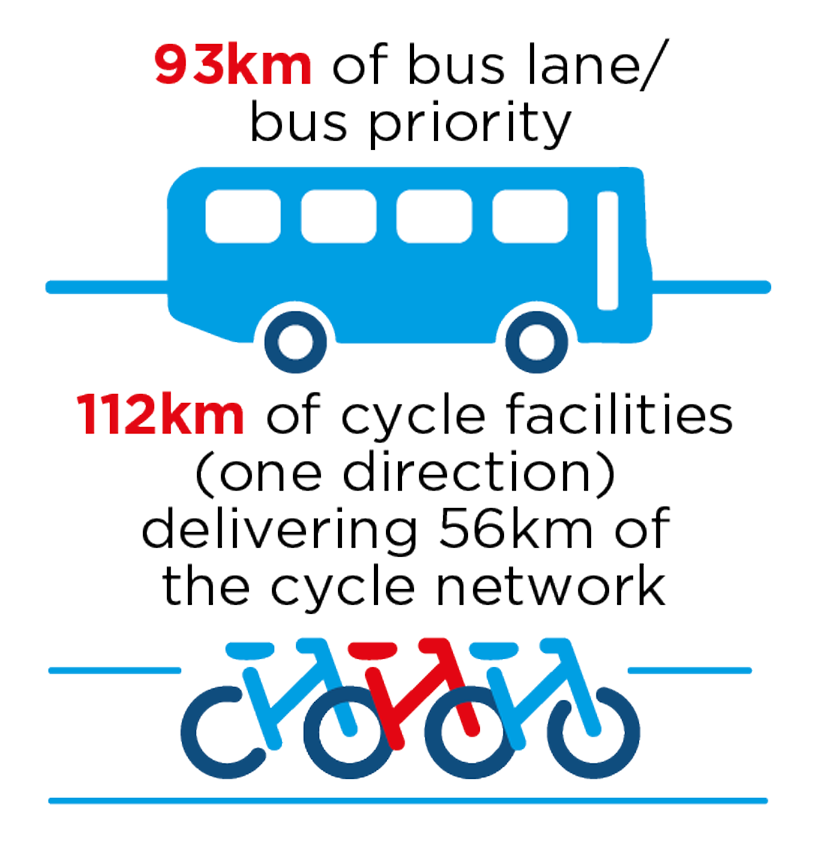 93km of bus lane/
bus priority
112km of cycle facilities
(one direction)
delivering 56km of
the cycle network